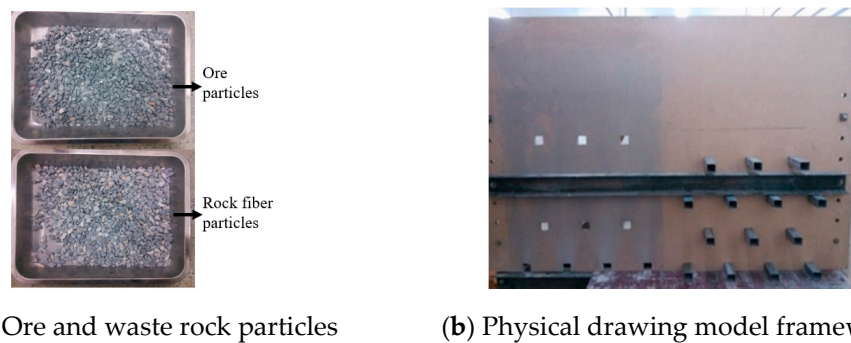 Ore
particles
Rock fiber
particles
Ore and waste rock particles
(b) Physical drawing model framew